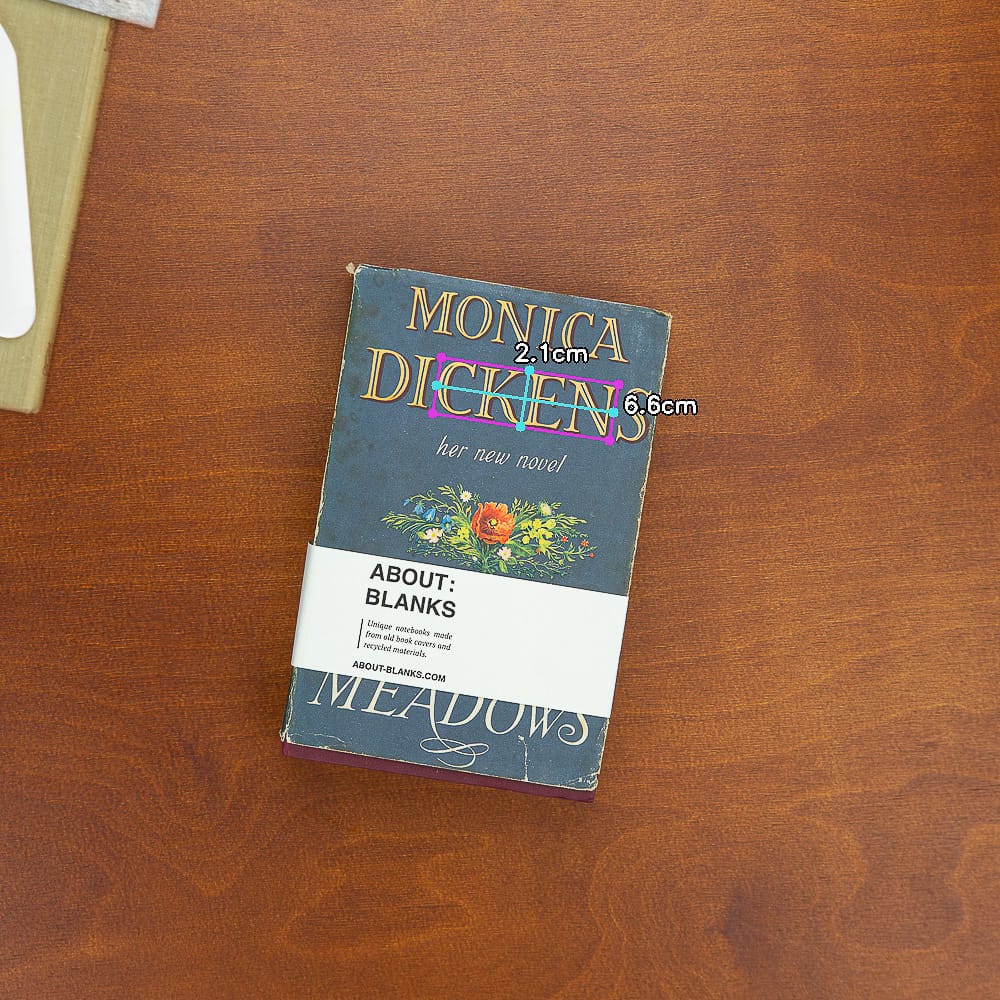 MONICA
2.1cm
DICKENS
6.6cm
her new novel
ABOUT:
BLANKS
Unique notebooks made
from old book covers and
recycled materials.
ABOUT-BLANKS.COM
MEADOWS